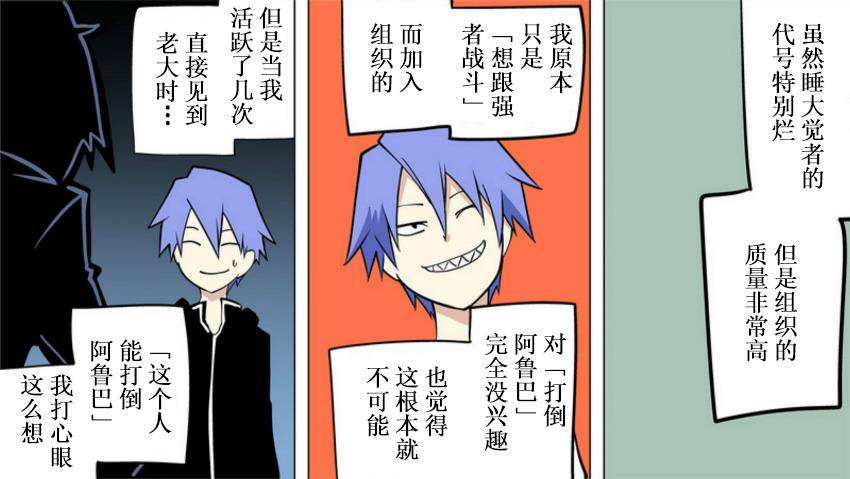 虽然睡大觉者的
代号特别烂
但是组织的
质量非常高
我原本
只是
「想跟强
者战斗」
而加入
组织的
对「打倒
阿鲁巴」
完全没兴趣
也觉得
这根本就
不可能
但是当我
活跃了几次
直接见到
老大时…
「这个人
能打倒
阿鲁巴」
我打心眼
这么想